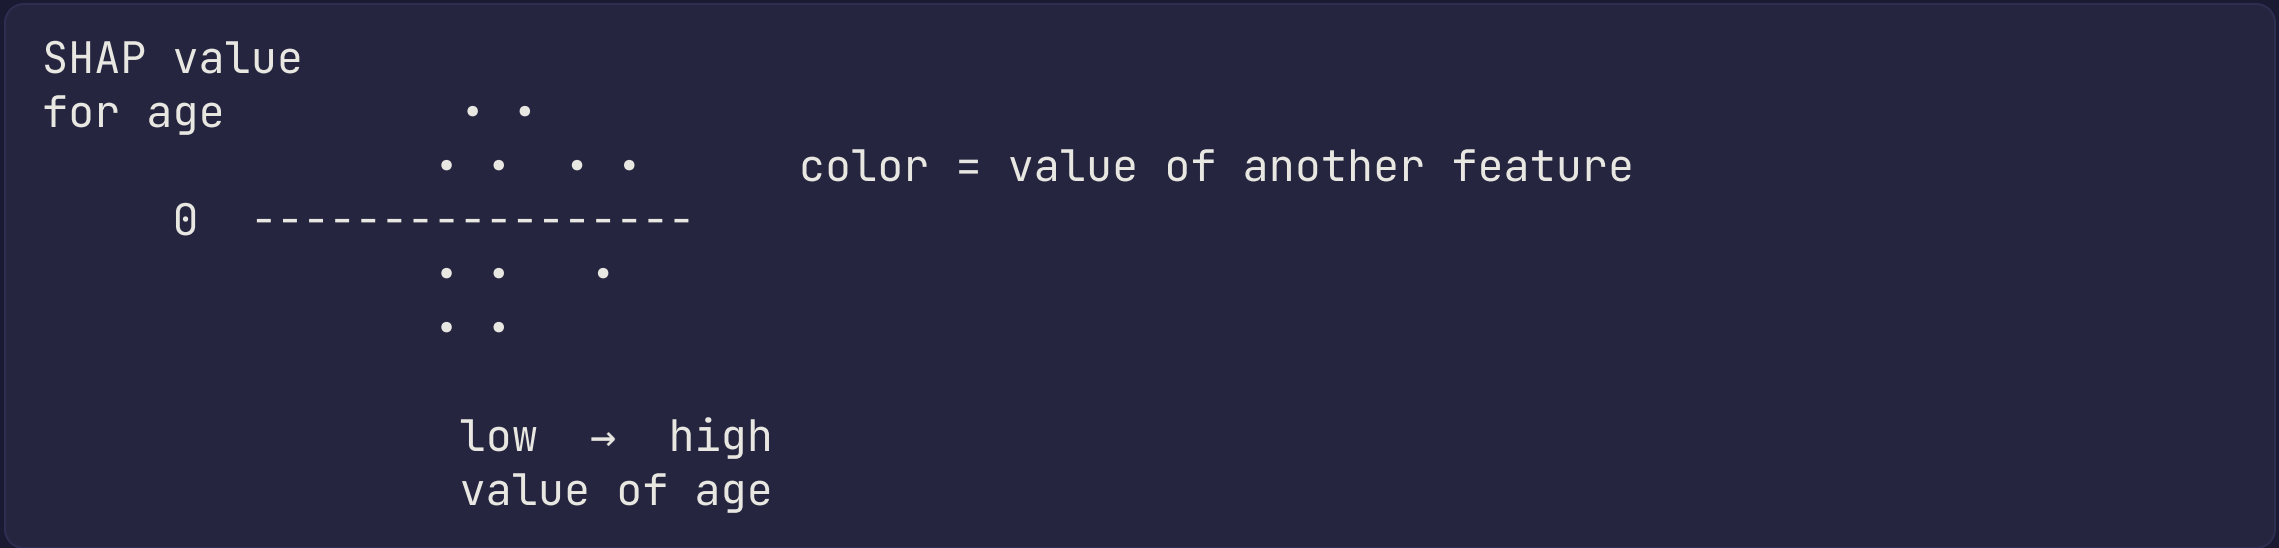 SHAP value
for age         • •
               • •  • •      color = value of another feature
     0  -----------------
               • •   •
               • •
                low  →  high
                value of age